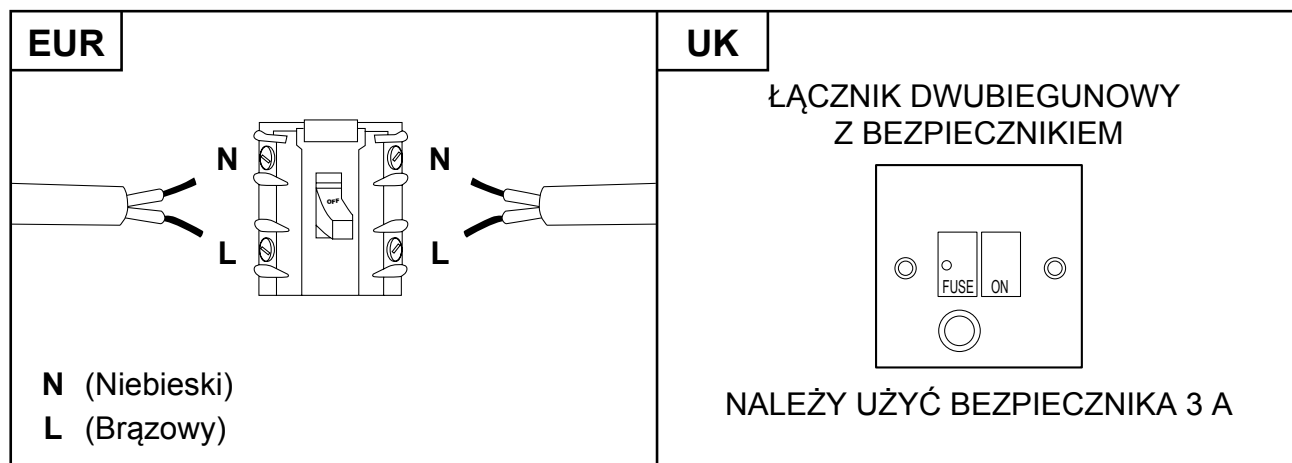 EUR
N
N
OFF
L
L
N (Niebieski)
L (Brązowy)
UK
ŁĄCZNIK DWUBIEGUNOWY
Z BEZPIECZNIKIEM
FUSE ON
NALEŻY UŻYĆ BEZPIECZNIKA 3 A